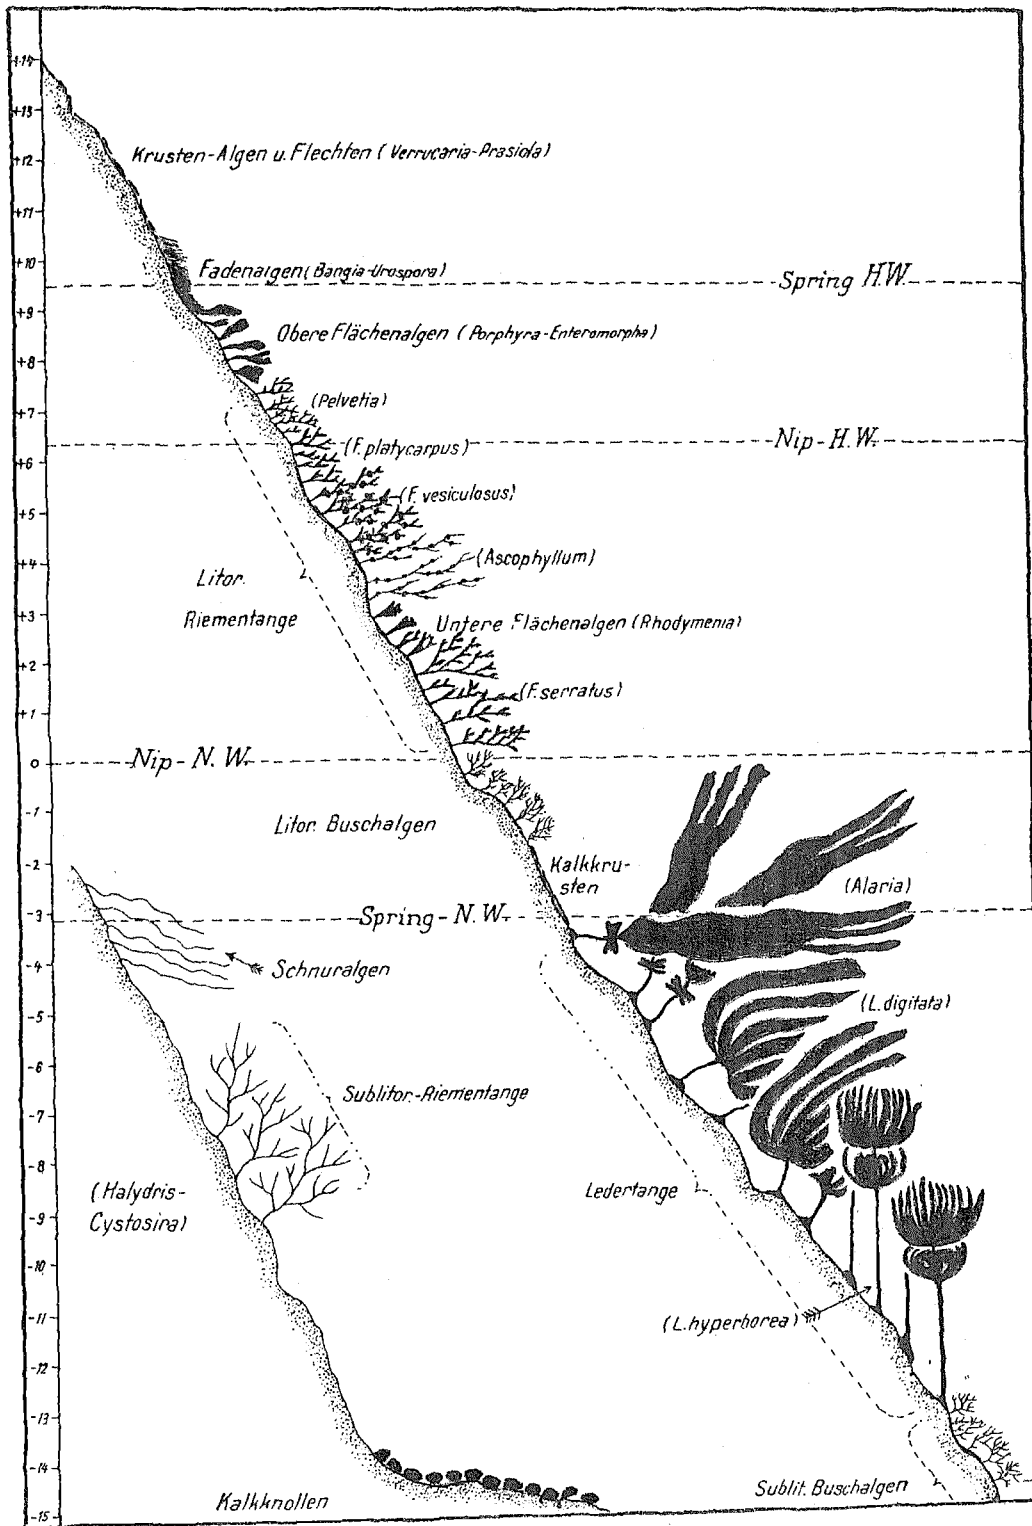 +14
+13
Krusten-Algen u. Flechten (Verrucaria-Prasiola)
+12
+11
+10
Fadenalgen (Bangia-Urospora)
Spring H.W.
+9
Obere Flächenalgen (Porphyra-Enteromorpha)
+8
(Pelvetia)
+7
Nip-H.W.
(F. platycarpus)
+6
(F. vesiculosus)
+5
(Ascophyllum)
+4
Litor.
Riementange
+3
Untere Flächenalgen (Rhodymenia)
+2
(F. serratus)
+1
Nip-N.W.
0
-1
Litor. Buschalgen
-2
Kalkkru-
sten
(Alaria)
-3
Spring-N.W.
-4
Schnuralgen
(L. digitata)
-5
-6
Sublitor.-Riementange
-7
-8
(Halydris-
Cystosira)
Ledertange
-9
-10
-11
(L. hyperborea)
-12
-13
-14
Kalkknollen
Sublit. Buschalgen
-15